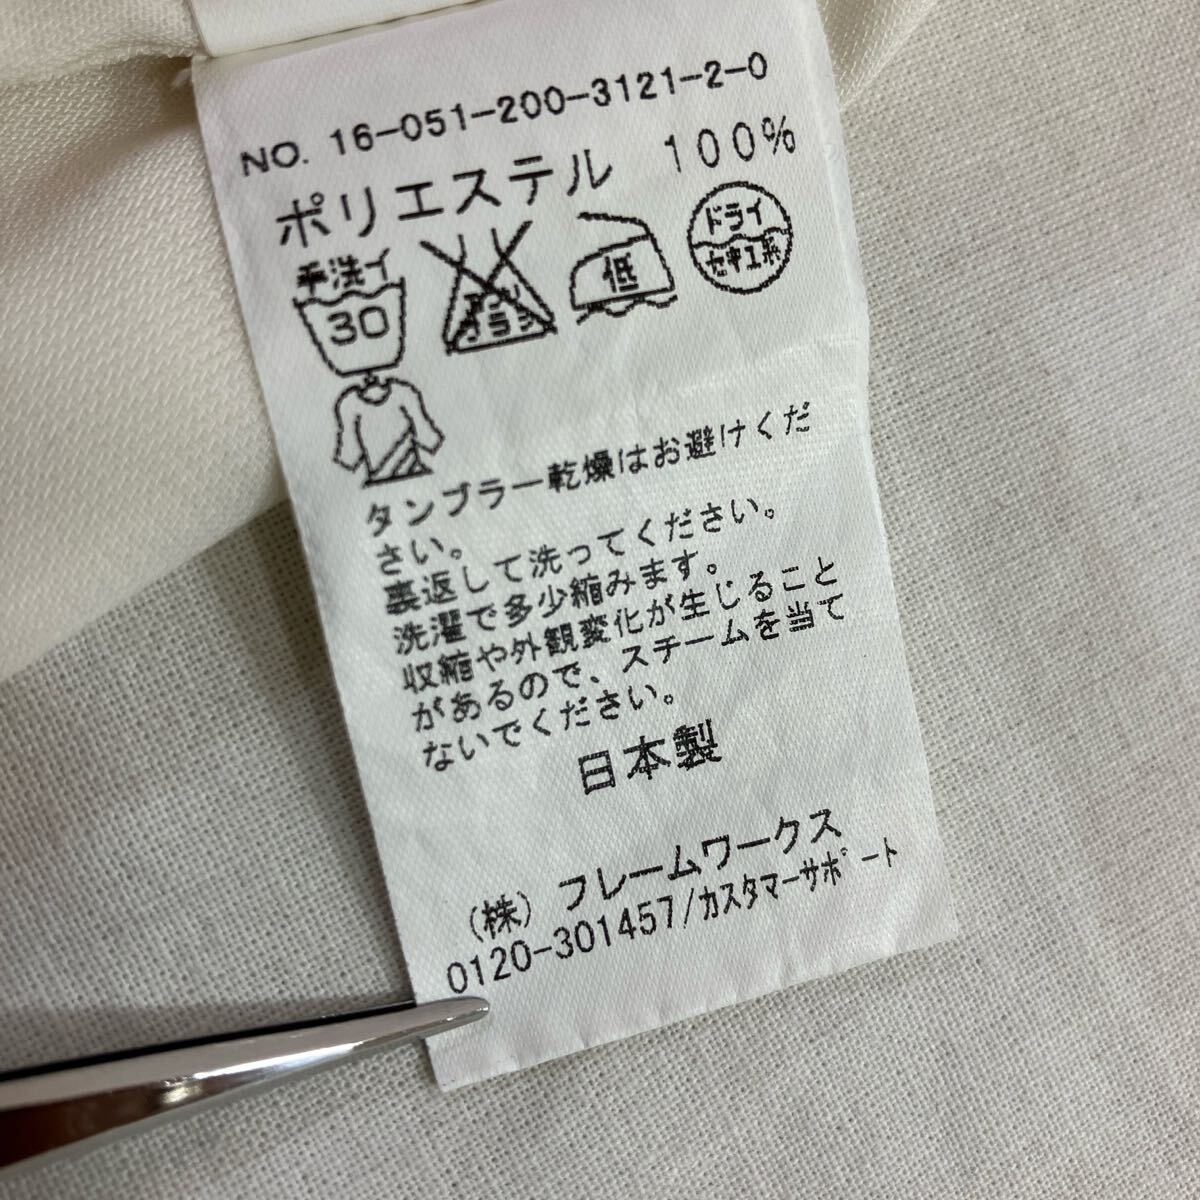 NO. 16-051-200-3121-2-0
ポリエステル 100%
手洗イ
30
エンソ
サラシ
低
ドライ
セキユ系
タンブラー乾燥はお避けくだ
さい。
裏返して洗ってください。
洗濯で多少縮みます。
収縮や外観変化が生じること
があるので、スチームを当て
ないでください。
日本製
(株) フレームワークス
0120-301457/カスタマーサポート